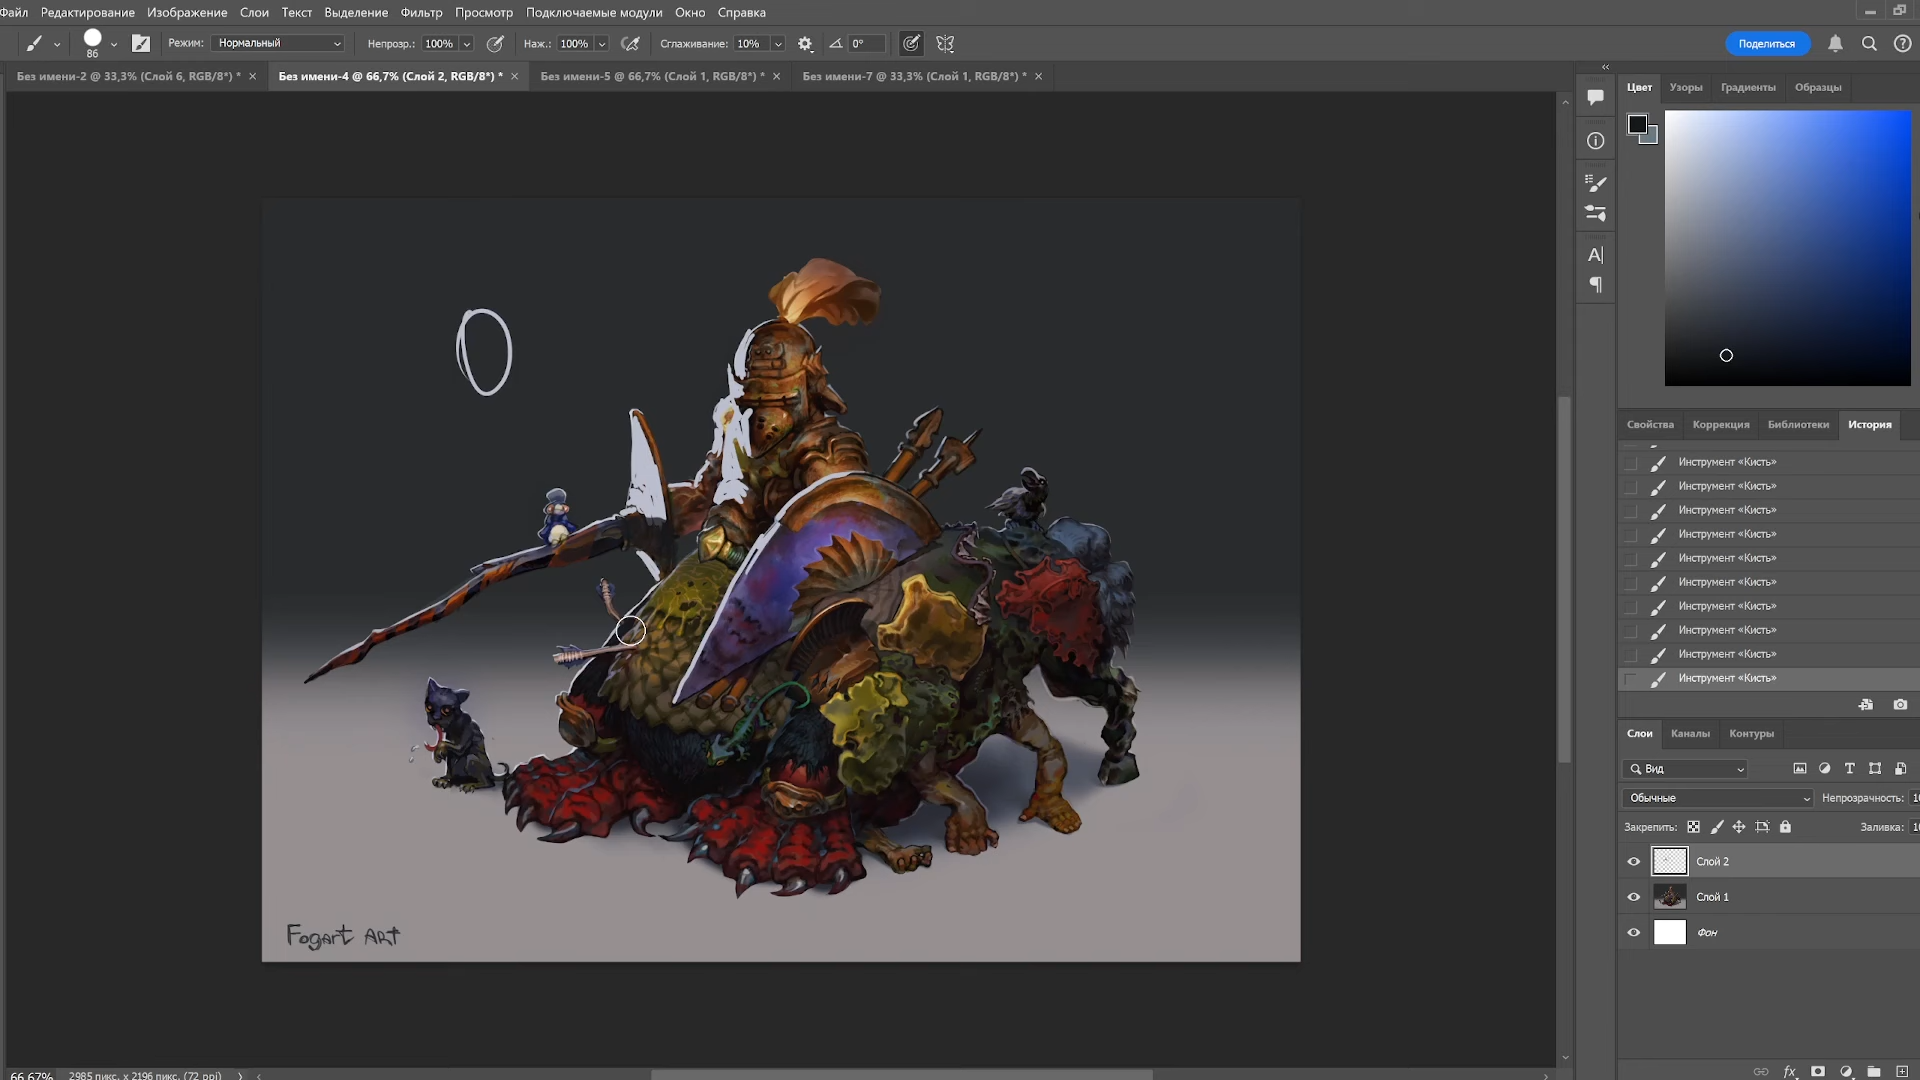 Файл Редактирование Изображение Слои Текст Выделение Фильтр Просмотр Подключаемые модули Окно Справка
86 Режим: Нормальный Непрозр.: 100% Наж.: 100% Сглаживание: 10% 0° Поделиться
Без имени-2 @ 33,3% (Слой 6, RGB/8*) * × Без имени-4 @ 66,7% (Слой 2, RGB/8*) * × Без имени-5 @ 66,7% (Слой 1, RGB/8*) * × Без имени-7 @ 33,3% (Слой 1, RGB/8*) * ×
Цвет Узоры Градиенты Образцы
Свойства Коррекция Библиотеки История
Инструмент «Кисть»
Инструмент «Кисть»
Инструмент «Кисть»
Инструмент «Кисть»
Инструмент «Кисть»
Инструмент «Кисть»
Инструмент «Кисть»
Инструмент «Кисть»
Инструмент «Кисть»
Инструмент «Кисть»
Слои Каналы Контуры
Вид
Обычные Непрозрачность: 10
Закрепить: Заливка: 10
Слой 2
Слой 1
Фон
Fogart ART
66,67% 2985 пикс. x 2196 пикс. (72 ppi)